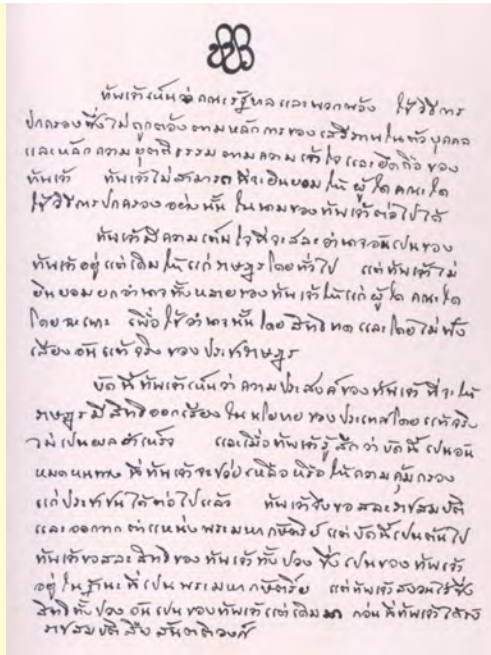 ข้าพเจ้าเห็นว่าคณะรัฐบาลและพวกพ้อง ใช้วิธีการ
ปกครองซึ่งไม่ถูกต้องตามหลักการของเสรีภาพในตัวบุคคล
และหลักความยุตติธรรมตามความเข้าใจและยึดถือของ
ข้าพเจ้า ข้าพเจ้าไม่สามารถที่จะยินยอมให้ผู้ใดคณะใด
ใช้วิธีการปกครองอย่างนั้น ในนามของข้าพเจ้าต่อไปได้
ข้าพเจ้ามีความเต็มใจที่จะสละอำนาจอันเป็นของ
ข้าพเจ้าอยู่แต่เดิมให้แก่ราษฎรโดยทั่วไป แต่ข้าพเจ้าไม่
ยินยอมยกอำนาจทั้งหลายของข้าพเจ้าให้แก่ผู้ใด คณะใด
โดยฉะเพาะ เพื่อใช้อำนาจนั้นโดยสิทธิขาดและโดยไม่ฟัง
เสียงอันแท้จริงของประชาราษฎร
บัดนี้ข้าพเจ้าเห็นว่าความประสงค์ของข้าพเจ้าที่จะให้
ราษฎรมีสิทธิออกเสียงในนโยบายของประเทศโดยแท้จริง
ไม่เป็นผลสำเร็จ และเมื่อข้าพเจ้ารู้สึกว่าบัดนี้เป็นอัน
หมดหนทางที่ข้าพเจ้าจะช่วยเหลือหรือให้ความคุ้มครอง
แก่ประชาชนได้ต่อไปแล้ว ข้าพเจ้าจึงขอสละราชสมบัติ
และออกจากตำแหน่งพระมหากษัตริย์ แต่บัดนี้เป็นต้นไป
ข้าพเจ้าขอสละสิทธิของข้าพเจ้าทั้งปวง ซึ่งเป็นของข้าพเจ้า
อยู่ในฐานะที่เป็นพระมหากษัตริย์ แต่ข้าพเจ้าสงวนไว้ซึ่ง
สิทธิทั้งปวงอันเป็นของข้าพเจ้าแต่เดิมมา ก่อนที่ข้าพเจ้าได้รับ
ราชสมบัติสืบสันตติวงศ์